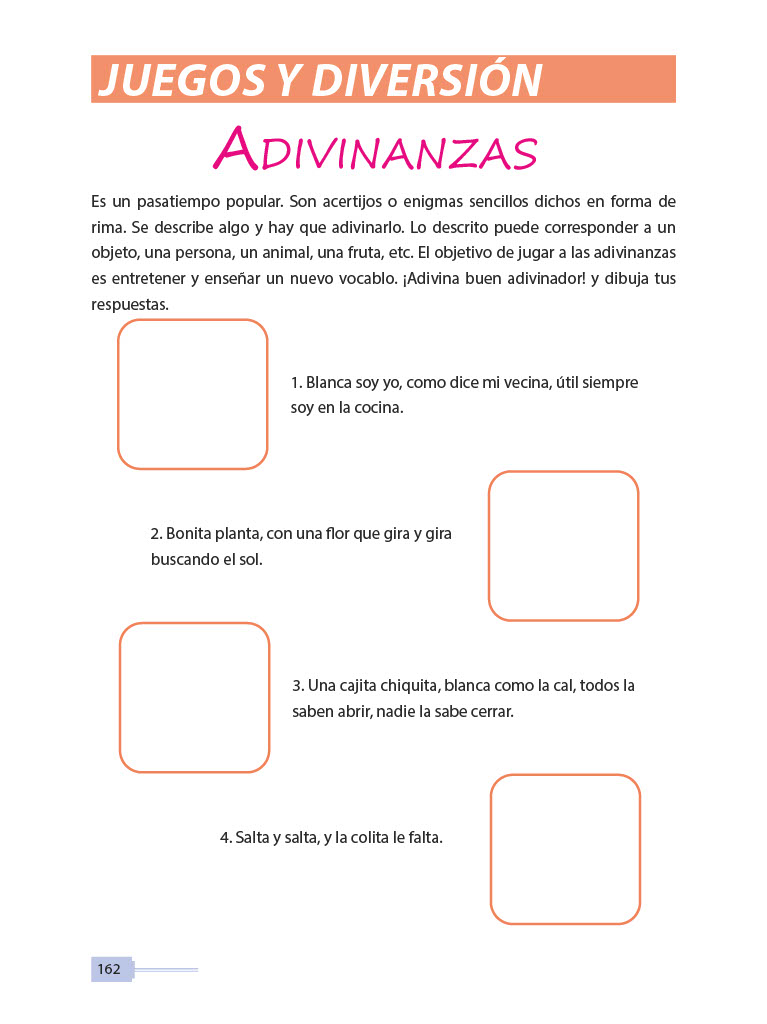 JUEGOS Y DIVERSIÓN
ADIVINANZAS
Es un pasatiempo popular. Son acertijos o enigmas sencillos dichos en forma de
rima. Se describe algo y hay que adivinarlo. Lo descrito puede corresponder a un
objeto, una persona, un animal, una fruta, etc. El objetivo de jugar a las adivinanzas
es entretener y enseñar un nuevo vocablo. ¡Adivina buen adivinador! y dibuja tus
respuestas.
1. Blanca soy yo, como dice mi vecina, útil siempre
soy en la cocina.
2. Bonita planta, con una flor que gira y gira
buscando el sol.
3. Una cajita chiquita, blanca como la cal, todos la
saben abrir, nadie la sabe cerrar.
4. Salta y salta, y la colita le falta.
162